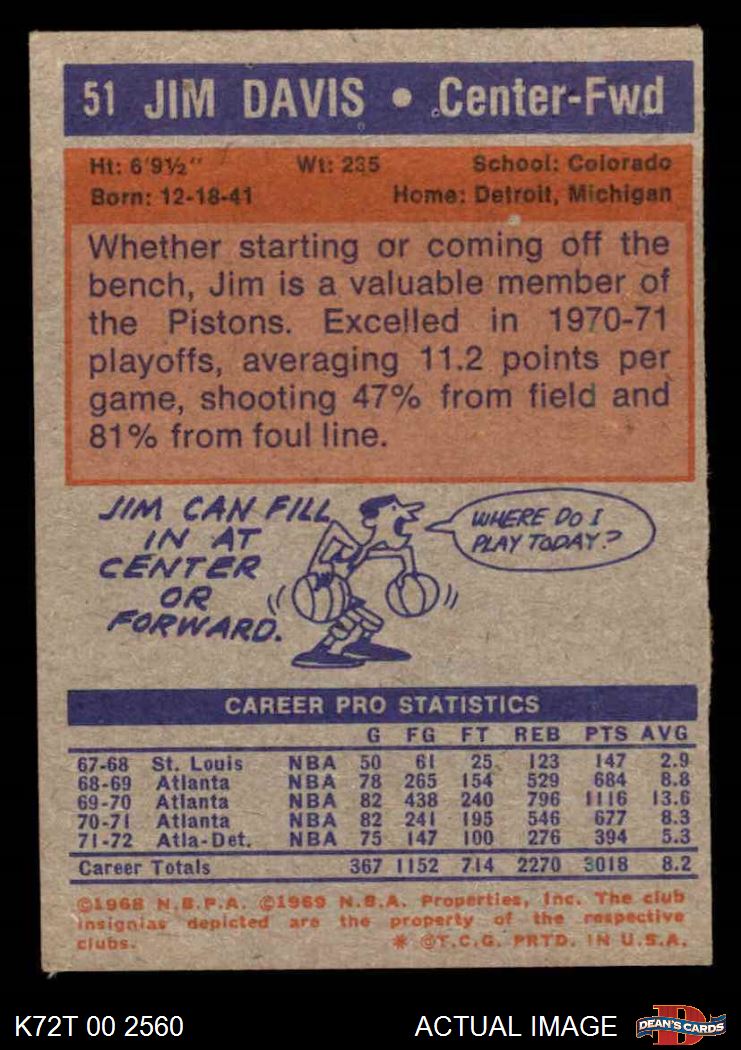 51 JIM DAVIS • Center-Fwd
Ht: 6'9½" Wt: 235 School: Colorado
Born: 12-18-41 Home: Detroit, Michigan
Whether starting or coming off the
bench, Jim is a valuable member of
the Pistons. Excelled in 1970-71
playoffs, averaging 11.2 points per
game, shooting 47% from field and
81% from foul line.
JIM CAN FILL
IN AT
CENTER
OR
FORWARD.
WHERE DO I
PLAY TODAY?
CAREER PRO STATISTICS
G FG FT REB PTS AVG
67-68 St. Louis NBA 50 61 25 123 147 2.9
68-69 Atlanta NBA 78 265 154 529 684 8.8
69-70 Atlanta NBA 82 438 240 796 1116 13.6
70-71 Atlanta NBA 82 241 195 546 677 8.3
71-72 Atla-Det. NBA 75 147 100 276 394 5.3
Career Totals 367 1152 714 2270 3018 8.2
©1968 N.B.P.A. ©1969 N.B.A. Properties, Inc. The club
insignias depicted are the property of the respective
clubs. * ©T.C.G. PRTD. IN U.S.A.
K72T 00 2560 ACTUAL IMAGE DEAN'S CARDS